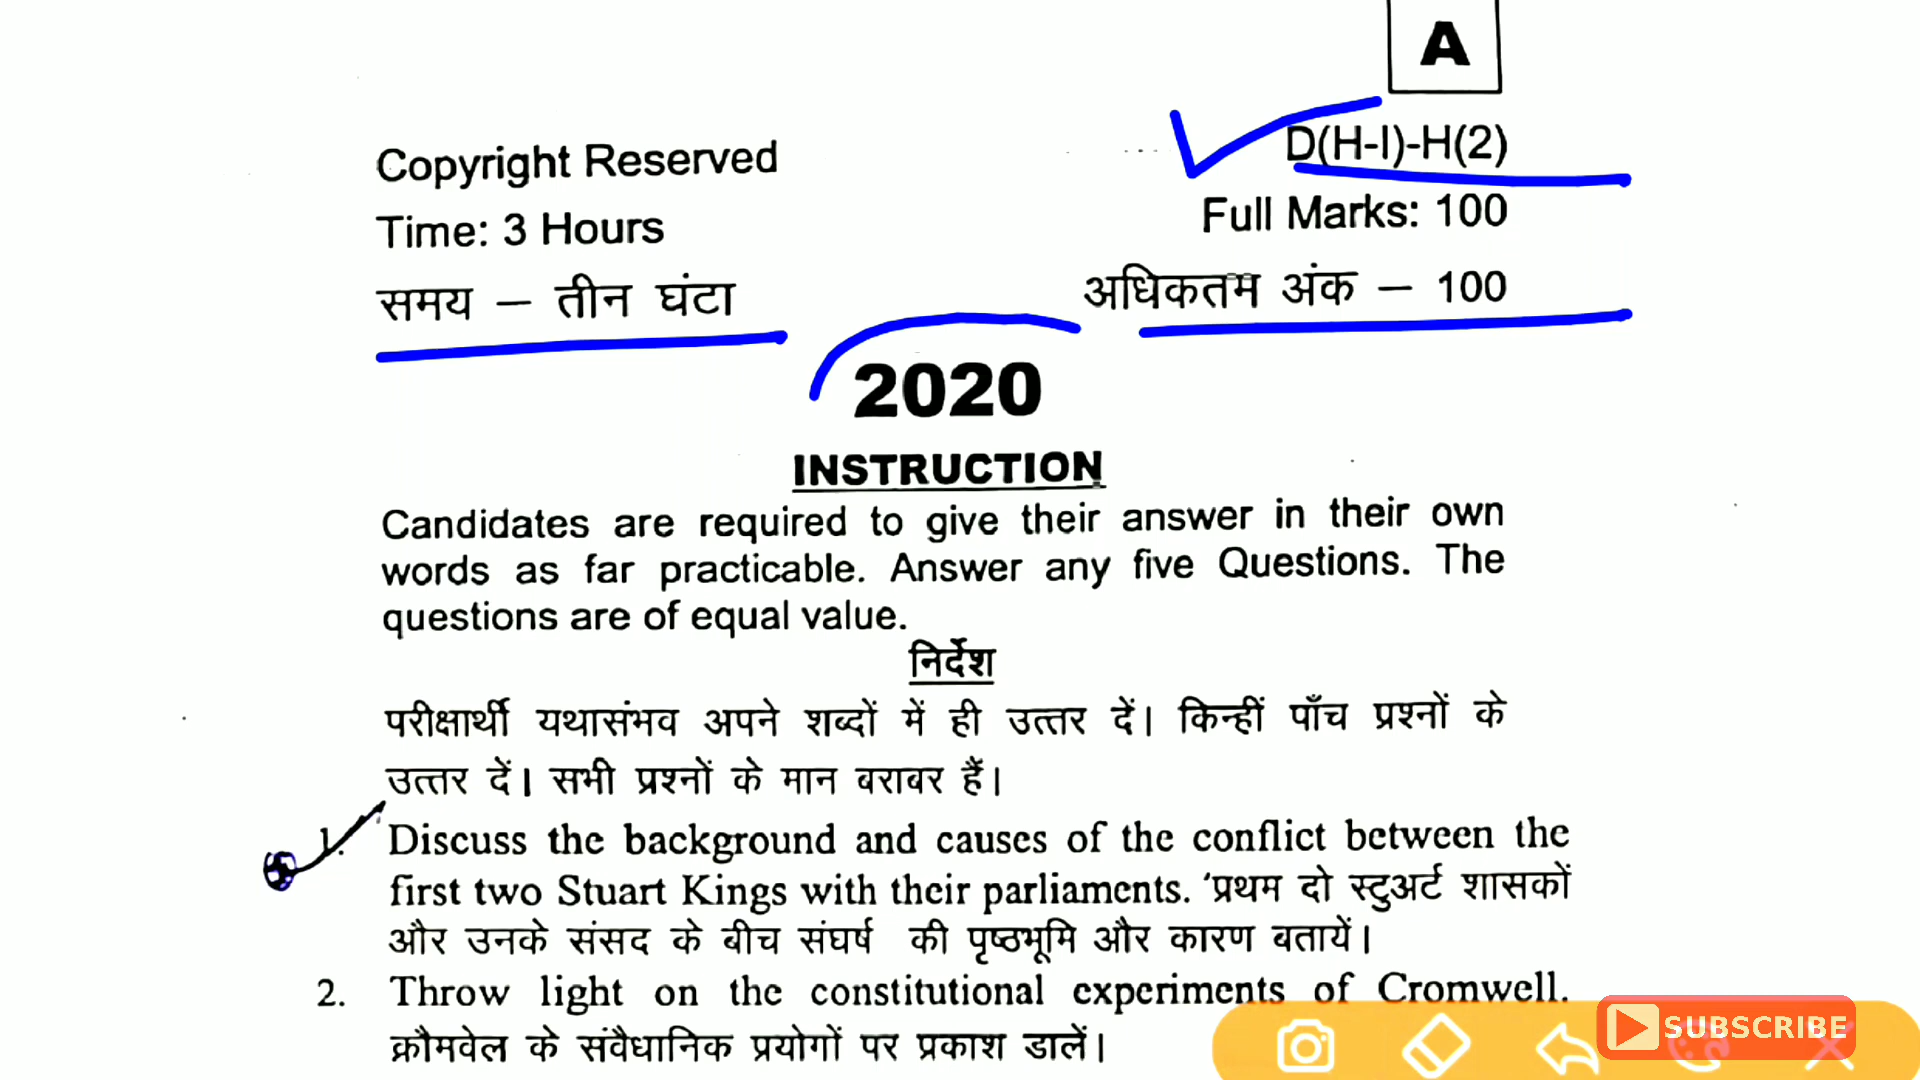 A
Copyright Reserved
D(H-I)-H(2)
Time: 3 Hours
Full Marks: 100
समय – तीन घंटा
अधिकतम अंक – 100
2020
INSTRUCTION
Candidates are required to give their answer in their own
words as far practicable. Answer any five Questions. The
questions are of equal value.
निर्देश
परीक्षार्थी यथासंभव अपने शब्दों में ही उत्तर दें। किन्हीं पाँच प्रश्नों के
उत्तर दें। सभी प्रश्नों के मान बराबर हैं।
1. Discuss the background and causes of the conflict between the
first two Stuart Kings with their parliaments. 'प्रथम दो स्टुअर्ट शासकों
और उनके संसद के बीच संघर्ष की पृष्ठभूमि और कारण बतायें।
2. Throw light on the constitutional experiments of Cromwell.
क्रौमवेल के संवैधानिक प्रयोगों पर प्रकाश डालें।
SUBSCRIBE